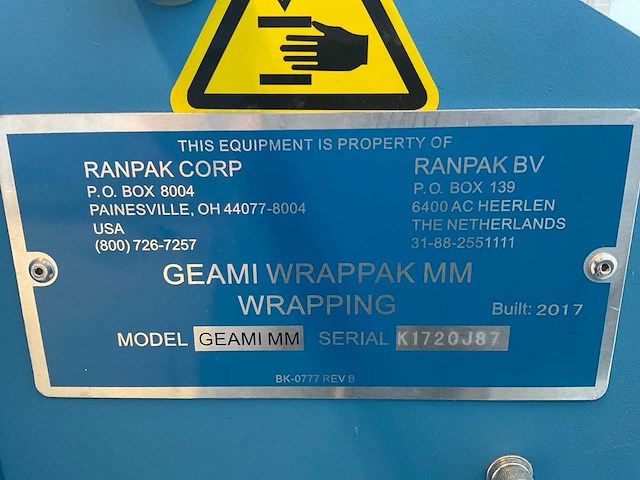 THIS EQUIPMENT IS PROPERTY OF
RANPAK CORP
P.O. BOX 8004
PAINESVILLE, OH 44077-8004
USA
(800) 726-7257
RANPAK BV
P.O. BOX 139
6400 AC HEERLEN
THE NETHERLANDS
31-88-2551111
GEAMI WRAPPAK MM
WRAPPING
Built: 2017
MODEL GEAMI MM SERIAL K1720J87
BK-0777 REV B